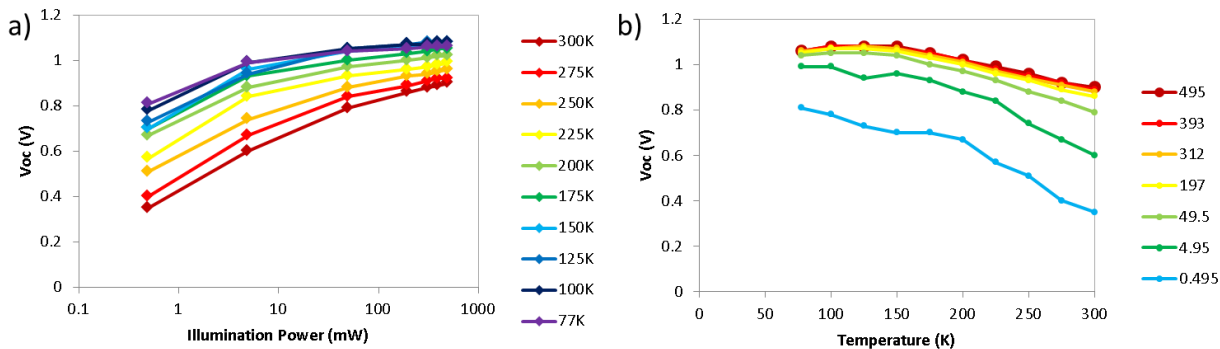 a)
1.2
1
0.8
0.6
0.4
0.2
0
Voc (V)
0.1 1 10 100 1000
Illumination Power (mW)
300K
275K
250K
225K
200K
175K
150K
125K
100K
77K
b)
1.2
1
0.8
0.6
0.4
0.2
0
Voc (V)
0 50 100 150 200 250 300
Temperature (K)
495
393
312
197
49.5
4.95
0.495